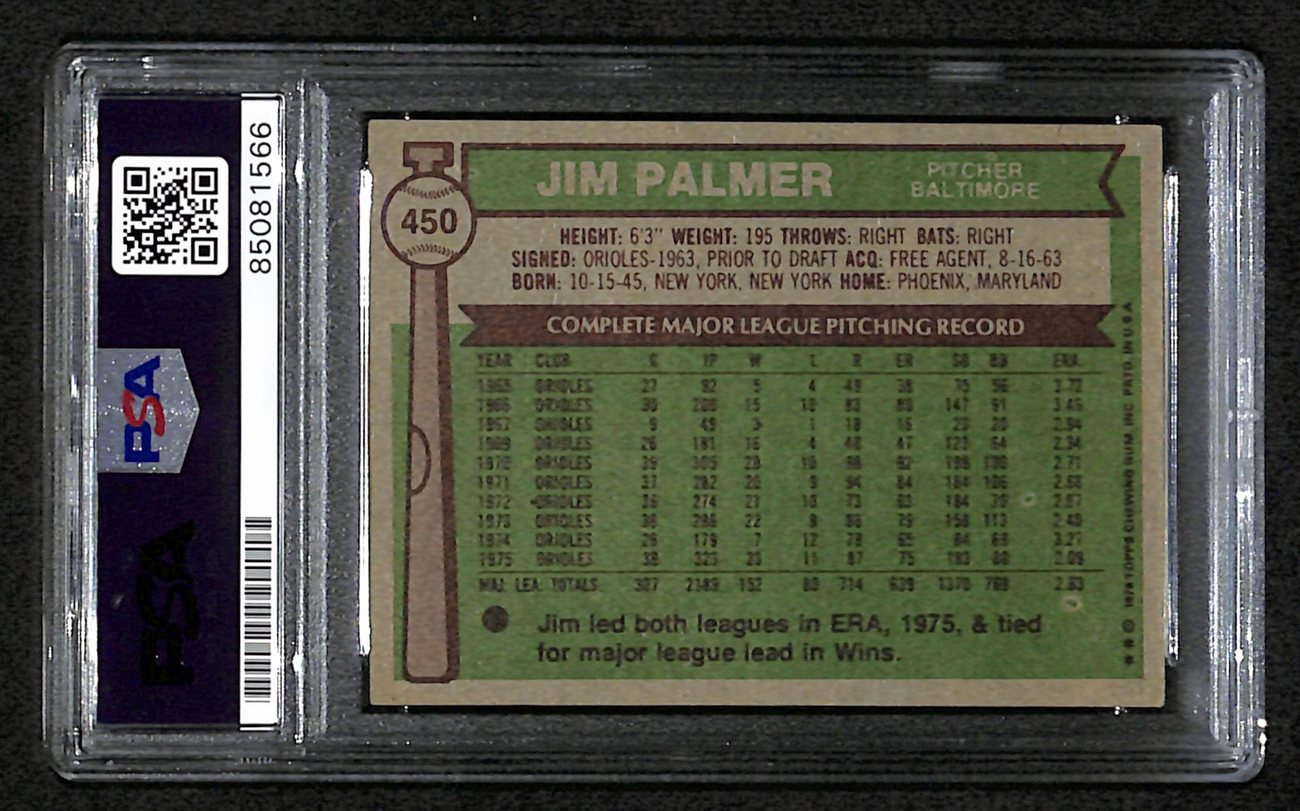 85081566
PSA
PSA
450
JIM PALMER
PITCHER
BALTIMORE
HEIGHT: 6'3" WEIGHT: 195 THROWS: RIGHT BATS: RIGHT
SIGNED: ORIOLES-1963, PRIOR TO DRAFT ACQ: FREE AGENT, 8-16-63
BORN: 10-15-45, NEW YORK, NEW YORK HOME: PHOENIX, MARYLAND
COMPLETE MAJOR LEAGUE PITCHING RECORD
YEAR CLUB G IP W L R ER SO BB ERA
1965 ORIOLES 27 92 5 4 49 38 75 56 3.72
1966 ORIOLES 30 208 15 10 83 80 147 91 3.46
1967 ORIOLES 9 49 3 1 18 16 23 20 2.94
1969 ORIOLES 26 181 16 4 48 47 123 64 2.34
1970 ORIOLES 39 305 20 10 98 92 199 100 2.71
1971 ORIOLES 37 282 20 9 94 84 184 106 2.68
1972 ORIOLES 36 274 21 10 73 63 184 70 2.07
1973 ORIOLES 38 296 22 9 86 79 158 113 2.40
1974 ORIOLES 26 179 7 12 78 65 84 69 3.27
1975 ORIOLES 39 323 23 11 87 75 193 80 2.09
MAJ. LEA. TOTALS 307 2189 152 80 714 639 1370 769 2.63
Jim led both leagues in ERA, 1975, & tied
for major league lead in Wins.
** © 1976 TOPPS CHEWING GUM, INC. PRTD. IN U.S.A.